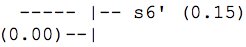 ----- |-- s6' (0.15)
(0.00)--|